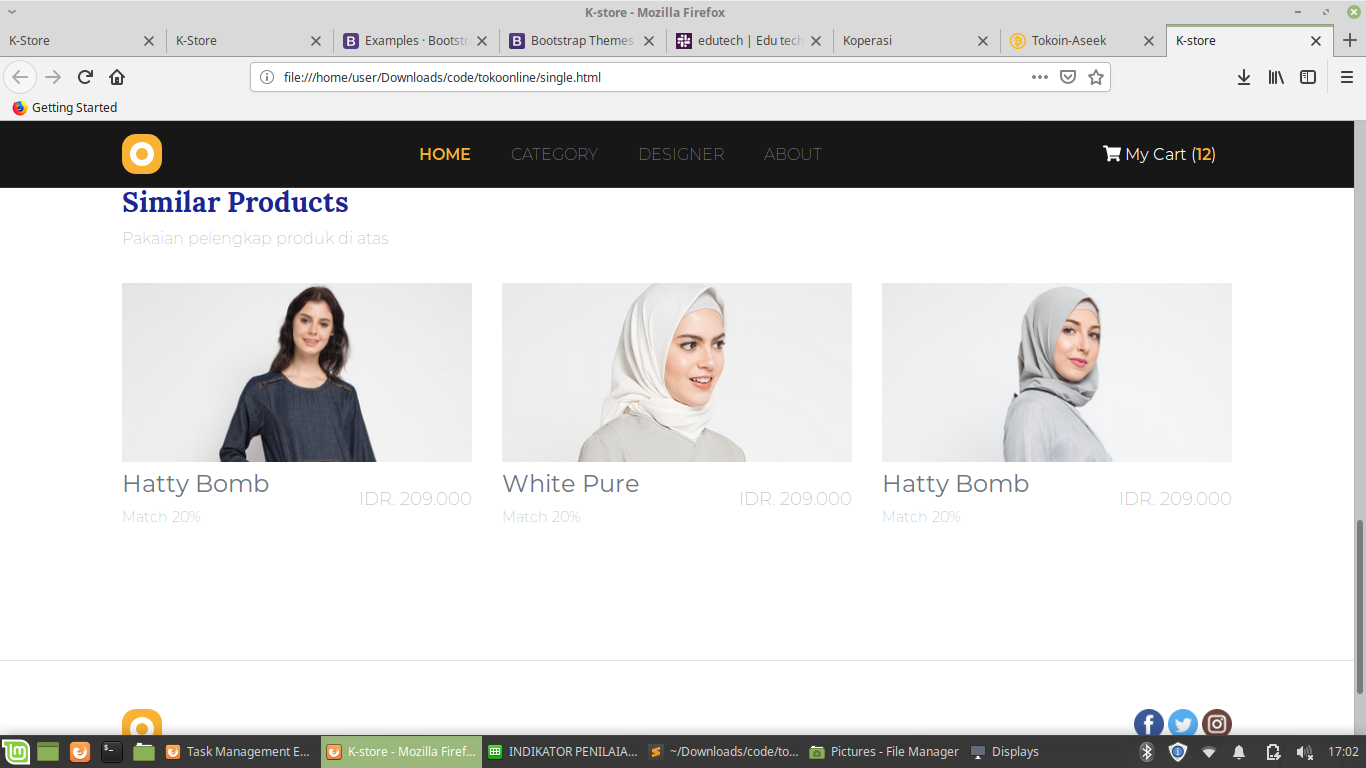 K-store - Mozilla Firefox
K-Store
K-Store
Examples · Bootstr
Bootstrap Themes
edutech | Edu tech
Koperasi
Tokoin-Aseek
K-store
file:///home/user/Downloads/code/tokoonline/single.html
Getting Started
HOME
CATEGORY
DESIGNER
ABOUT
My Cart (12)
Similar Products
Pakaian pelengkap produk di atas
Hatty Bomb
IDR. 209.000
Match 20%
White Pure
IDR. 209.000
Match 20%
Hatty Bomb
IDR. 209.000
Match 20%
Task Management E...
K-store - Mozilla Firef...
INDIKATOR PENILAIA...
~/Downloads/code/to...
Pictures - File Manager
Displays
17:02